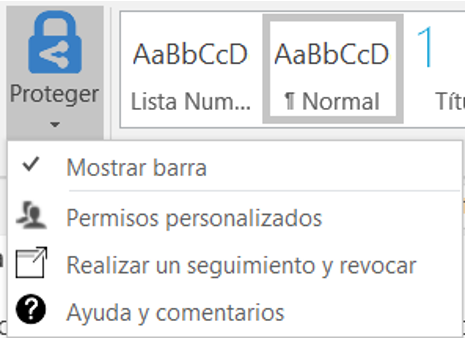 Proteger
AaBbCcD AaBbCcD 1
Lista Num... ¶ Normal Títu
Mostrar barra
Permisos personalizados
Realizar un seguimiento y revocar
Ayuda y comentarios